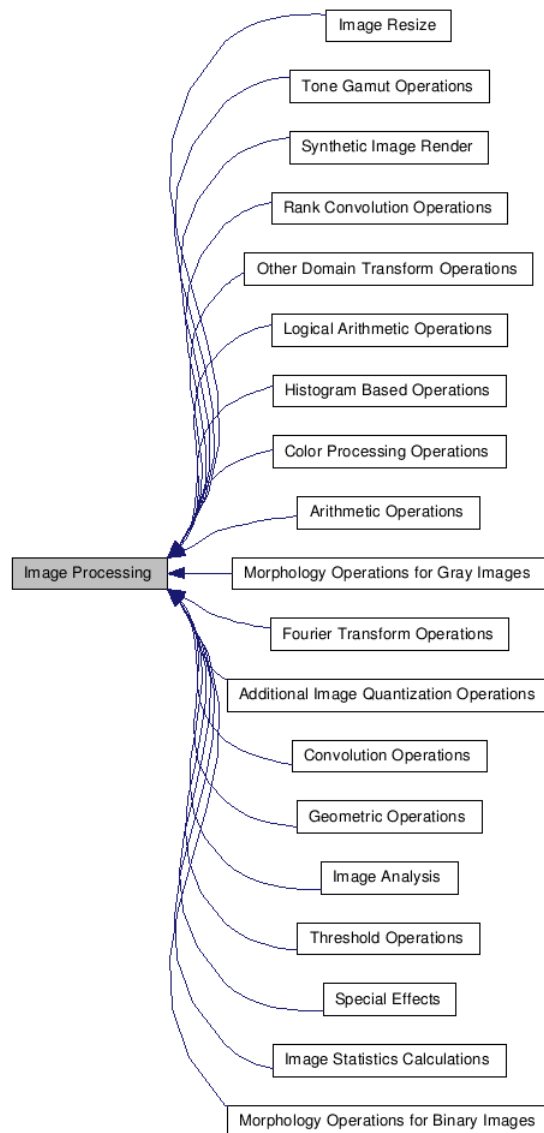 Image Resize
Tone Gamut Operations
Synthetic Image Render
Rank Convolution Operations
Other Domain Transform Operations
Logical Arithmetic Operations
Histogram Based Operations
Color Processing Operations
Arithmetic Operations
Image Processing
Morphology Operations for Gray Images
Fourier Transform Operations
Additional Image Quantization Operations
Convolution Operations
Geometric Operations
Image Analysis
Threshold Operations
Special Effects
Image Statistics Calculations
Morphology Operations for Binary Images